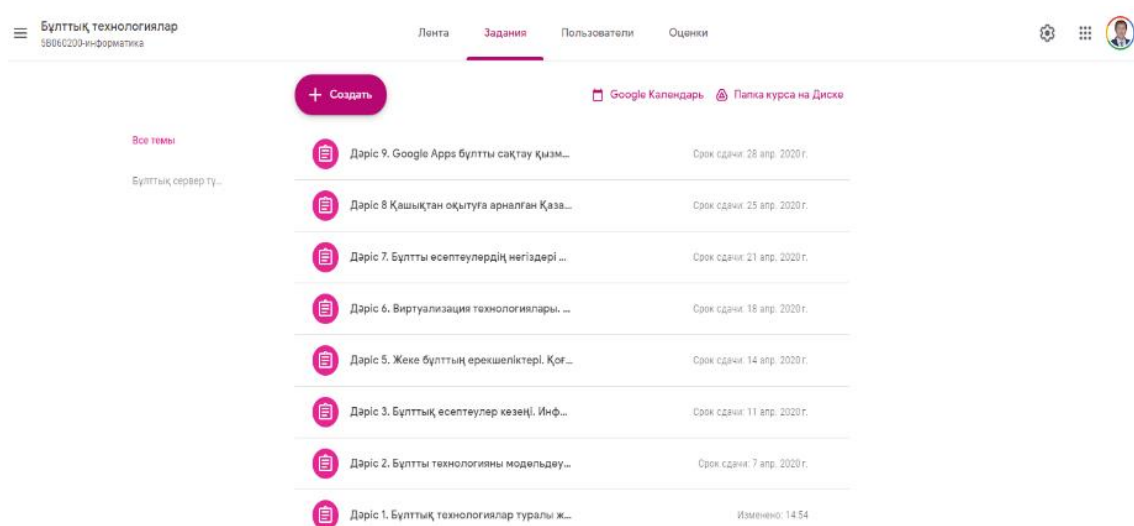 Бұлттық технологиялар
5B060200-информатика
Лента Задания Пользователи Оценки
+ Создать
Google Календарь Папка курса на Диске
Все темы
Бұлттық сервер тү...
Дәріс 9. Google Apps бұлтты сақтау қызм... Срок сдачи: 28 апр. 2020 г.
Дәріс 8 Қашықтан оқытуға арналған Қаза... Срок сдачи: 25 апр. 2020 г.
Дәріс 7. Бұлтты есептеулердің негіздері ... Срок сдачи: 21 апр. 2020 г.
Дәріс 6. Виртуализация технологиялары. ... Срок сдачи: 18 апр. 2020 г.
Дәріс 5. Жеке бұлттың ерекшеліктері. Қоғ... Срок сдачи: 14 апр. 2020 г.
Дәріс 3. Бұлттық есептеулер кезеңі. Инф... Срок сдачи: 11 апр. 2020 г.
Дәріс 2. Бұлтты технологияны модельдеу... Срок сдачи: 7 апр. 2020 г.
Дәріс 1. Бұлттық технологиялар туралы ж... Изменено: 14:54